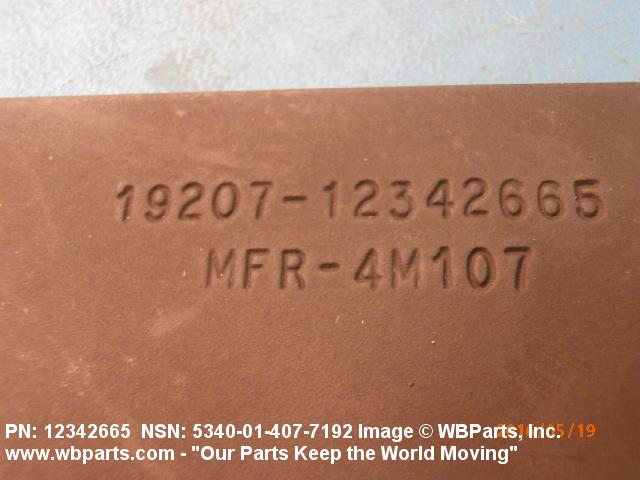 19207-12342665
MFR-4M107
PN: 12342665 NSN: 5340-01-407-7192 Image © WBParts, Inc.
www.wbparts.com - "Our Parts Keep the World Moving"